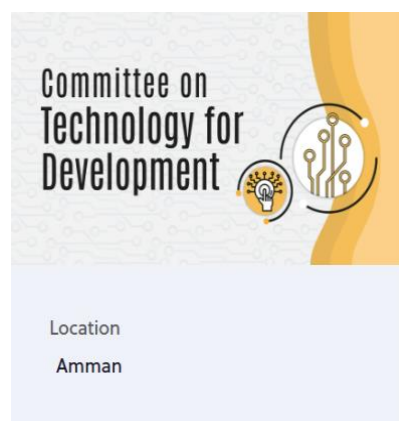 Committee on
Technology for
Development
Location
Amman